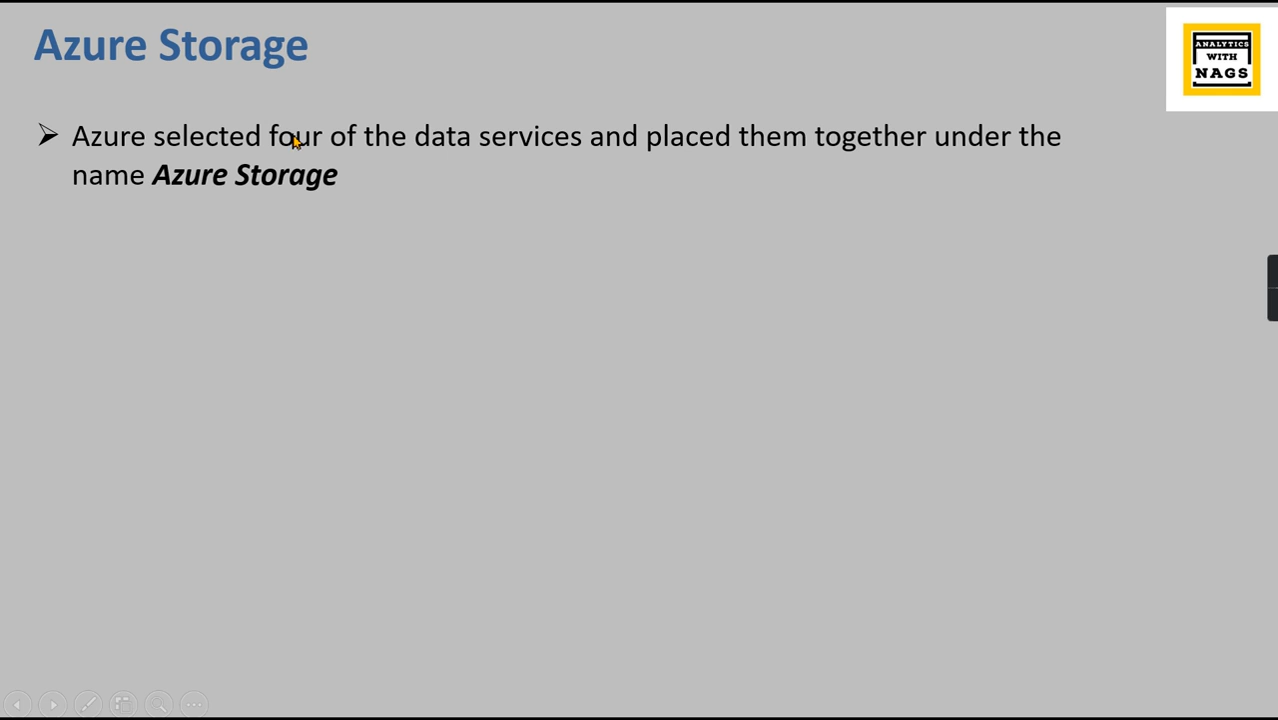 Azure Storage
ANALYTICS
WITH
NAGS
➢ Azure selected four of the data services and placed them together under the
name Azure Storage